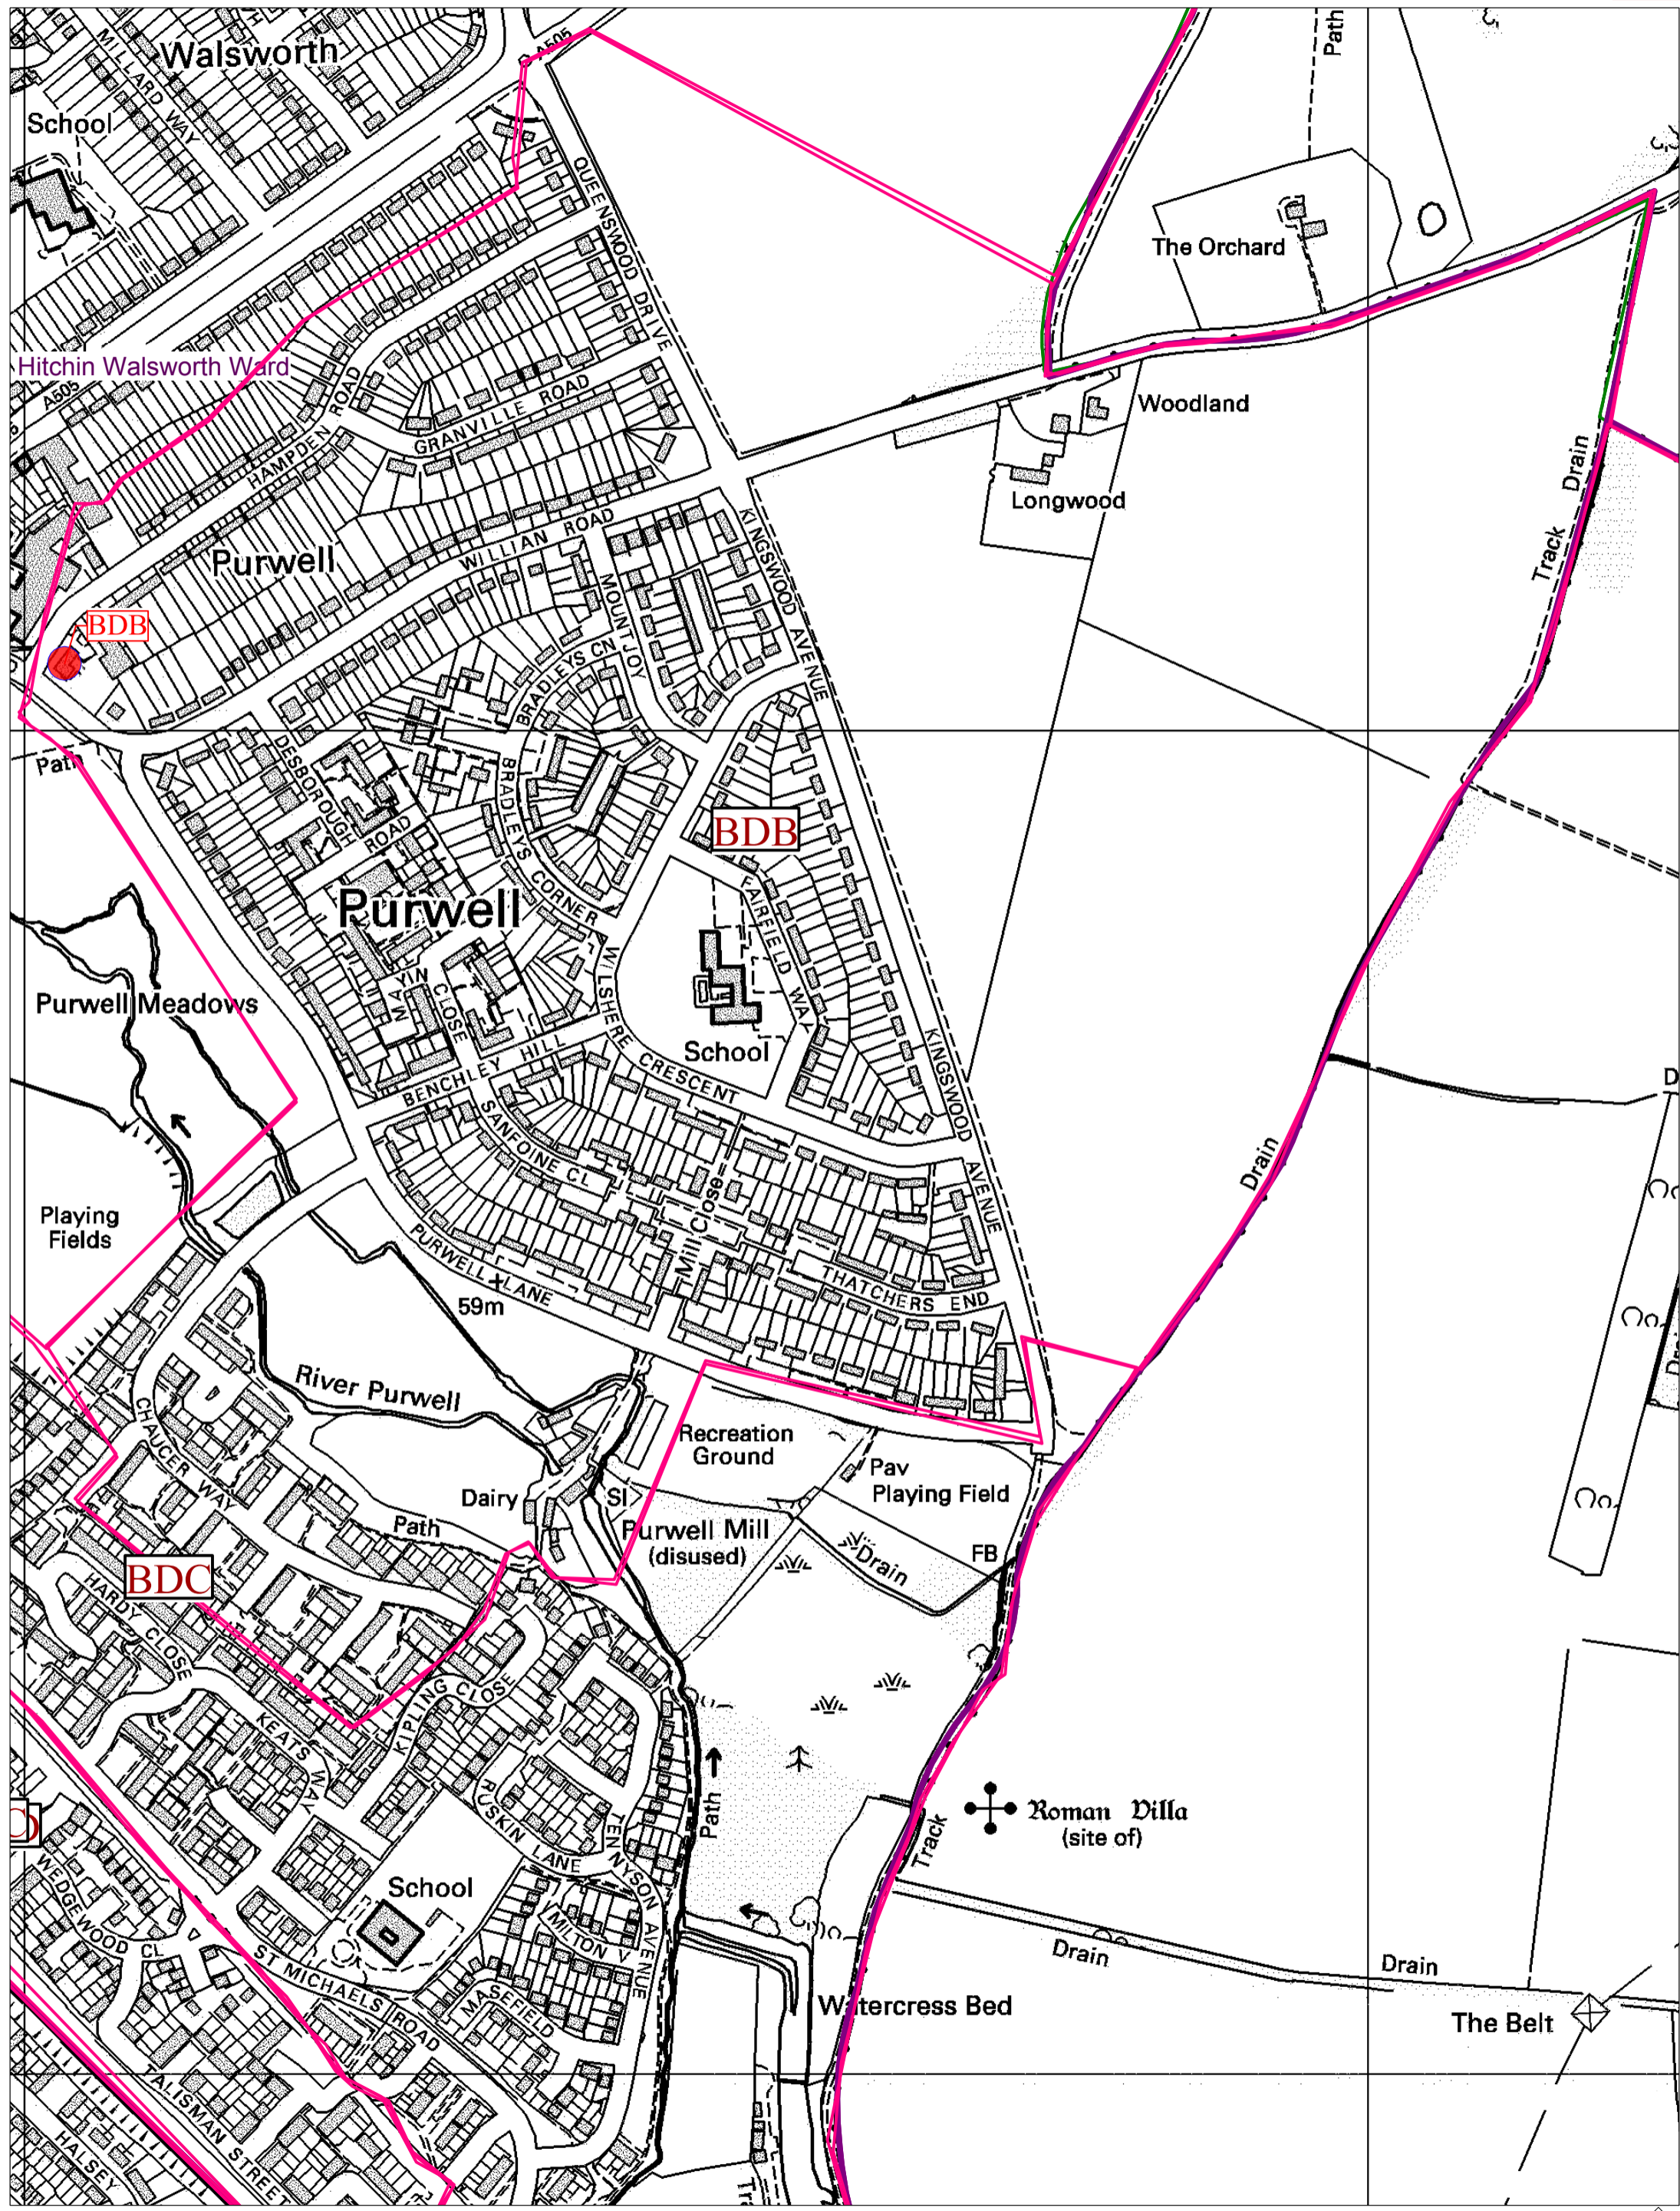 Walsworth
A505
Path
MILLARD WAY
School
QUEENSWOOD DRIVE
The Orchard
Hitchin Walsworth Ward
A505
HAMPDEN ROAD
GRANVILLE ROAD
Woodland
Longwood
Drain
Track
Purwell
WILLIAN ROAD
KINGSWOOD AVENUE
MOUNTJOY
BDB
BRADLEYS CN
Path
DESBOROUGH ROAD
BRADLEYS CORNER
BDB
FAIRFIELD WAY
Purwell
WILSHERE CRESCENT
MAYLIN CLOSE
Purwell Meadows
School
KINGSWOOD AVENUE
BENCHLEY HILL
SANFOINE CL
Drain
Mill Close
Playing
Fields
PURWELL LANE
59m
THATCHERS END
River Purwell
CHAUCER WAY
Recreation
Ground
Pav
Playing Field
Dairy
Sl
Path
Purwell Mill
(disused)
Drain
FB
BDC
HARDY CLOSE
KIPLING CLOSE
KEATS WAY
RUSKIN LANE
TENNYSON AVENUE
Path
Roman Villa
(site of)
Track
WEDGEWOOD CL
School
MILTON V
ST MICHAELS ROAD
MASEFIELD
Drain
Drain
Watercress Bed
The Belt
TALISMAN STREET
HALSEY